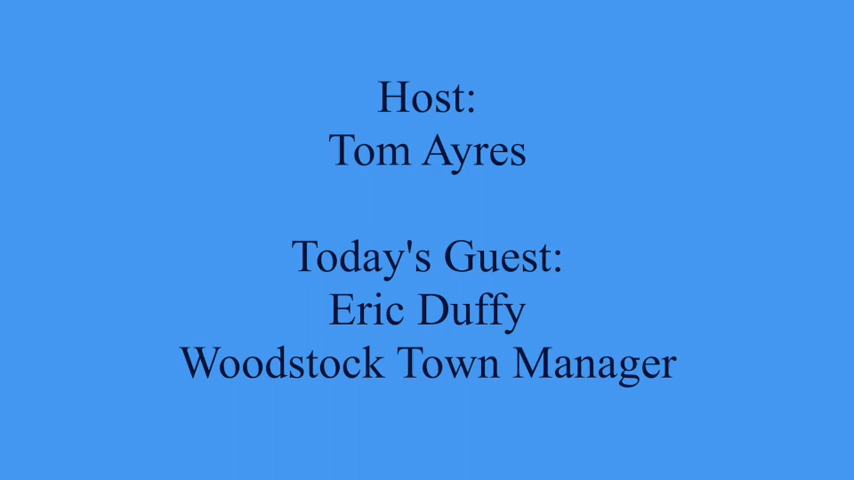 Host:
Tom Ayres
Today's Guest:
Eric Duffy
Woodstock Town Manager